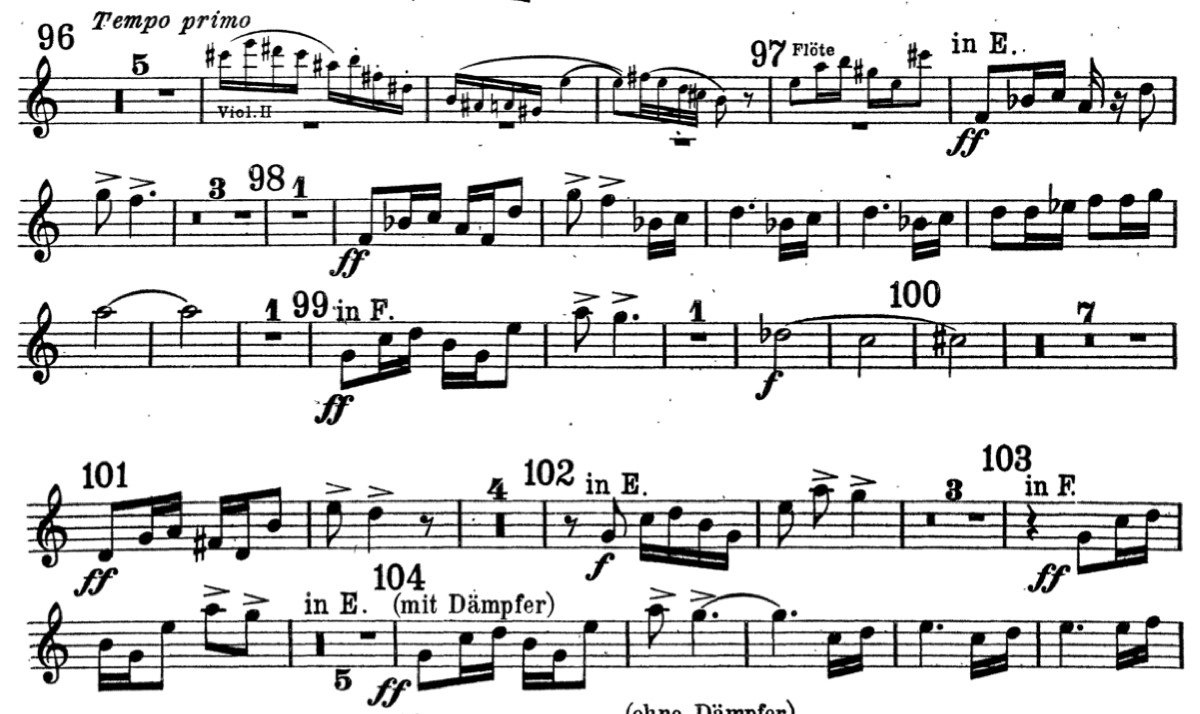 96 Tempo primo
5 Viol. II 97 Flöte in E. ff
3 98 1 ff
1 99 in F. ff 1 f 100 7
101 ff 4 102 in E. f 3 103 in F. ff
in E. 5 104 (mit Dämpfer) ff
(ohne Dämpfer)